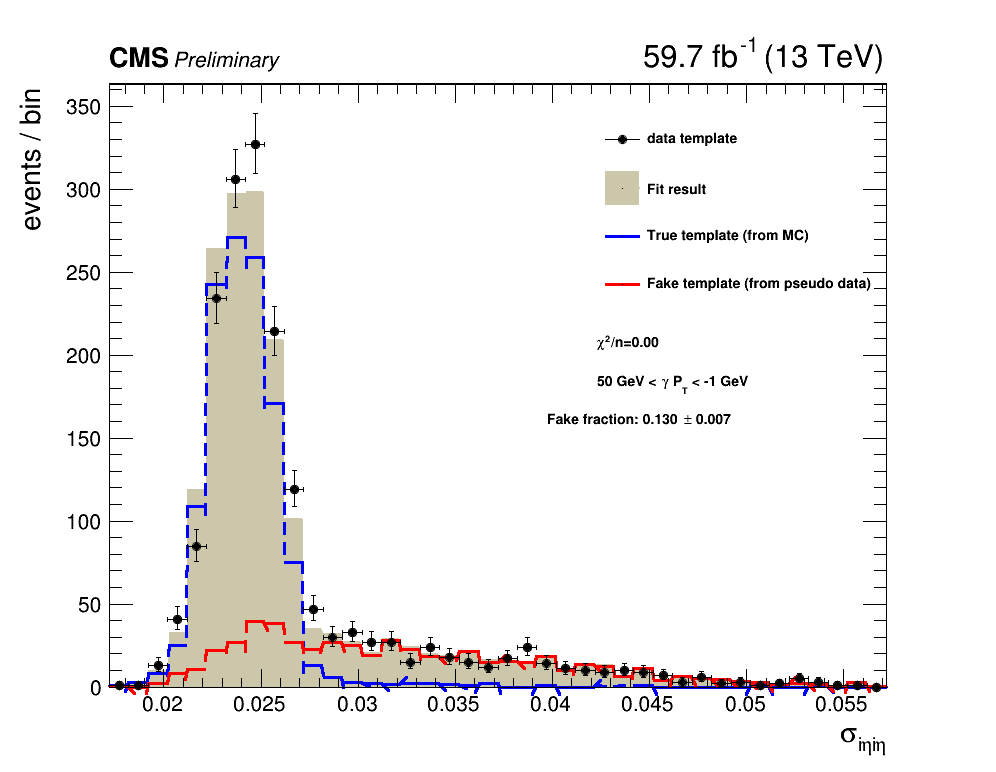 CMS Preliminary 59.7 fb⁻¹ (13 TeV)
events / bin
350
300
250
200
150
100
50
0
data template
Fit result
True template (from MC)
Fake template (from pseudo data)
χ²/n=0.00
50 GeV < γ P_T < -1 GeV
Fake fraction: 0.130 ± 0.007
0.02 0.025 0.03 0.035 0.04 0.045 0.05 0.055
σ_iηiη